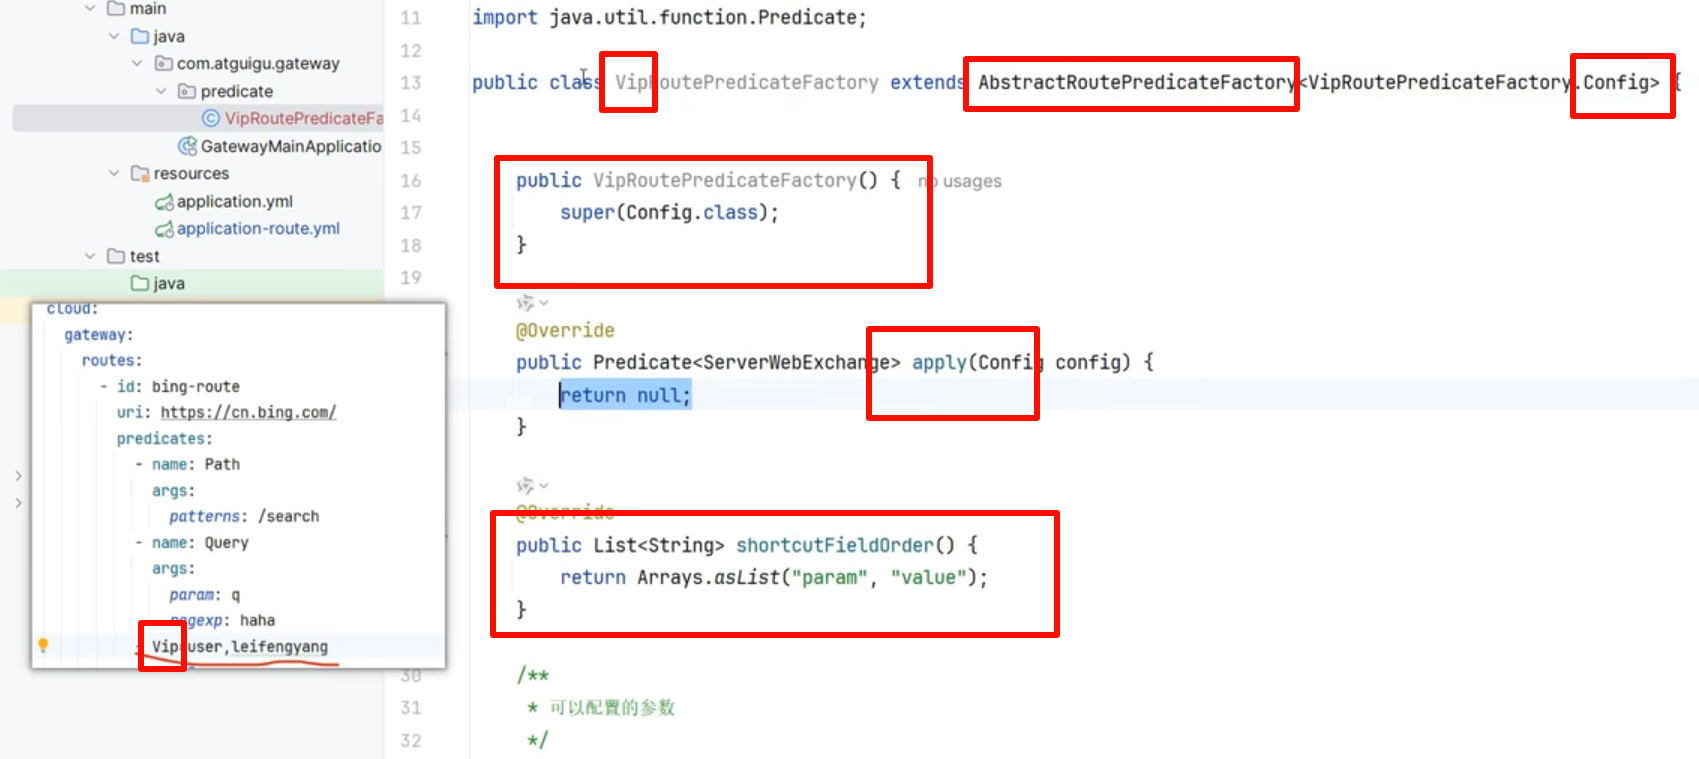 main
java
com.atguigu.gateway
predicate
VipRoutePredicateFa
GatewayMainApplicatio
resources
application.yml
application-route.yml
test
java
cloud:
gateway:
routes:
- id: bing-route
uri: https://cn.bing.com/
predicates:
- name: Path
args:
patterns: /search
- name: Query
args:
param: q
regexp: haha
- Vip=user,leifengyang
11 import java.util.function.Predicate;
12
13 public class VipRoutePredicateFactory extends AbstractRoutePredicateFactory<VipRoutePredicateFactory.Config> {
14
15
16 public VipRoutePredicateFactory() { no usages
17 super(Config.class);
18 }
19
@Override
public Predicate<ServerWebExchange> apply(Config config) {
return null;
}
@Override
public List<String> shortcutFieldOrder() {
return Arrays.asList("param", "value");
}
30 /**
31 * 可以配置的参数
32 */